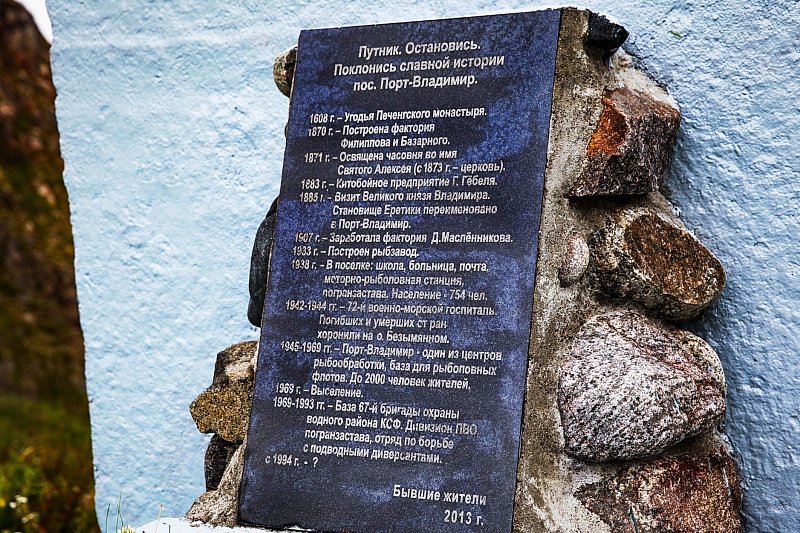 Путник. Остановись.
Поклонись славной истории
пос. Порт-Владимир.
1608 г. – Угодья Печенгского монастыря.
1870 г. – Построена фактория
Филиппова и Базарного.
1871 г. – Освящена часовня во имя
Святого Алексея (с 1873 г. – церковь).
1883 г. – Китобойное предприятие Г. Гёбеля.
1885 г. – Визит Великого князя Владимира.
Становище Еретики переименовано
в Порт-Владимир.
1907 г. – Заработала фактория Д.Маслённикова.
1933 г. – Построен рыбзавод.
1938 г. – В поселке: школа, больница, почта,
моторно-рыболовная станция,
погранзастава. Население - 754 чел.
1942-1944 гг. – 72-й военно-морской госпиталь.
Погибших и умерших от ран
хоронили на о. Безымянном.
1945-1969 гг. – Порт-Владимир - один из центров
рыбообработки, база для рыболовных
флотов. До 2000 человек жителей,
1969 г. – Выселение.
1969-1993 гг. – База 67-й бригады охраны
водного района КСФ. Дивизион ПВО
погранзастава, отряд по борьбе
с подводными диверсантами.
с 1994 г. - ?
Бывшие жители
2013 г.